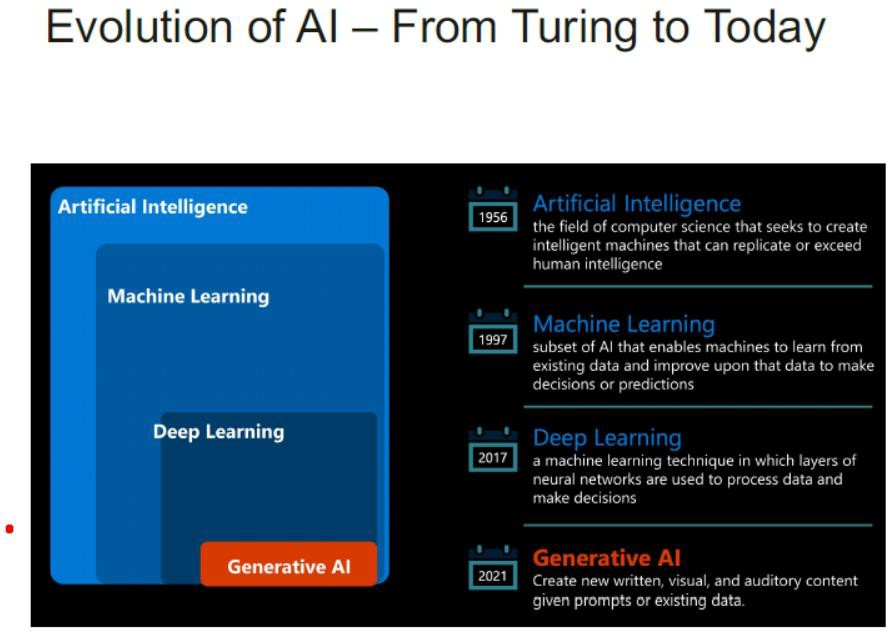 Evolution of AI – From Turing to Today
Artificial Intelligence
Machine Learning
Deep Learning
Generative AI
1956
Artificial Intelligence
the field of computer science that seeks to create
intelligent machines that can replicate or exceed
human intelligence
1997
Machine Learning
subset of AI that enables machines to learn from
existing data and improve upon that data to make
decisions or predictions
2017
Deep Learning
a machine learning technique in which layers of
neural networks are used to process data and
make decisions
2021
Generative AI
Create new written, visual, and auditory content
given prompts or existing data.